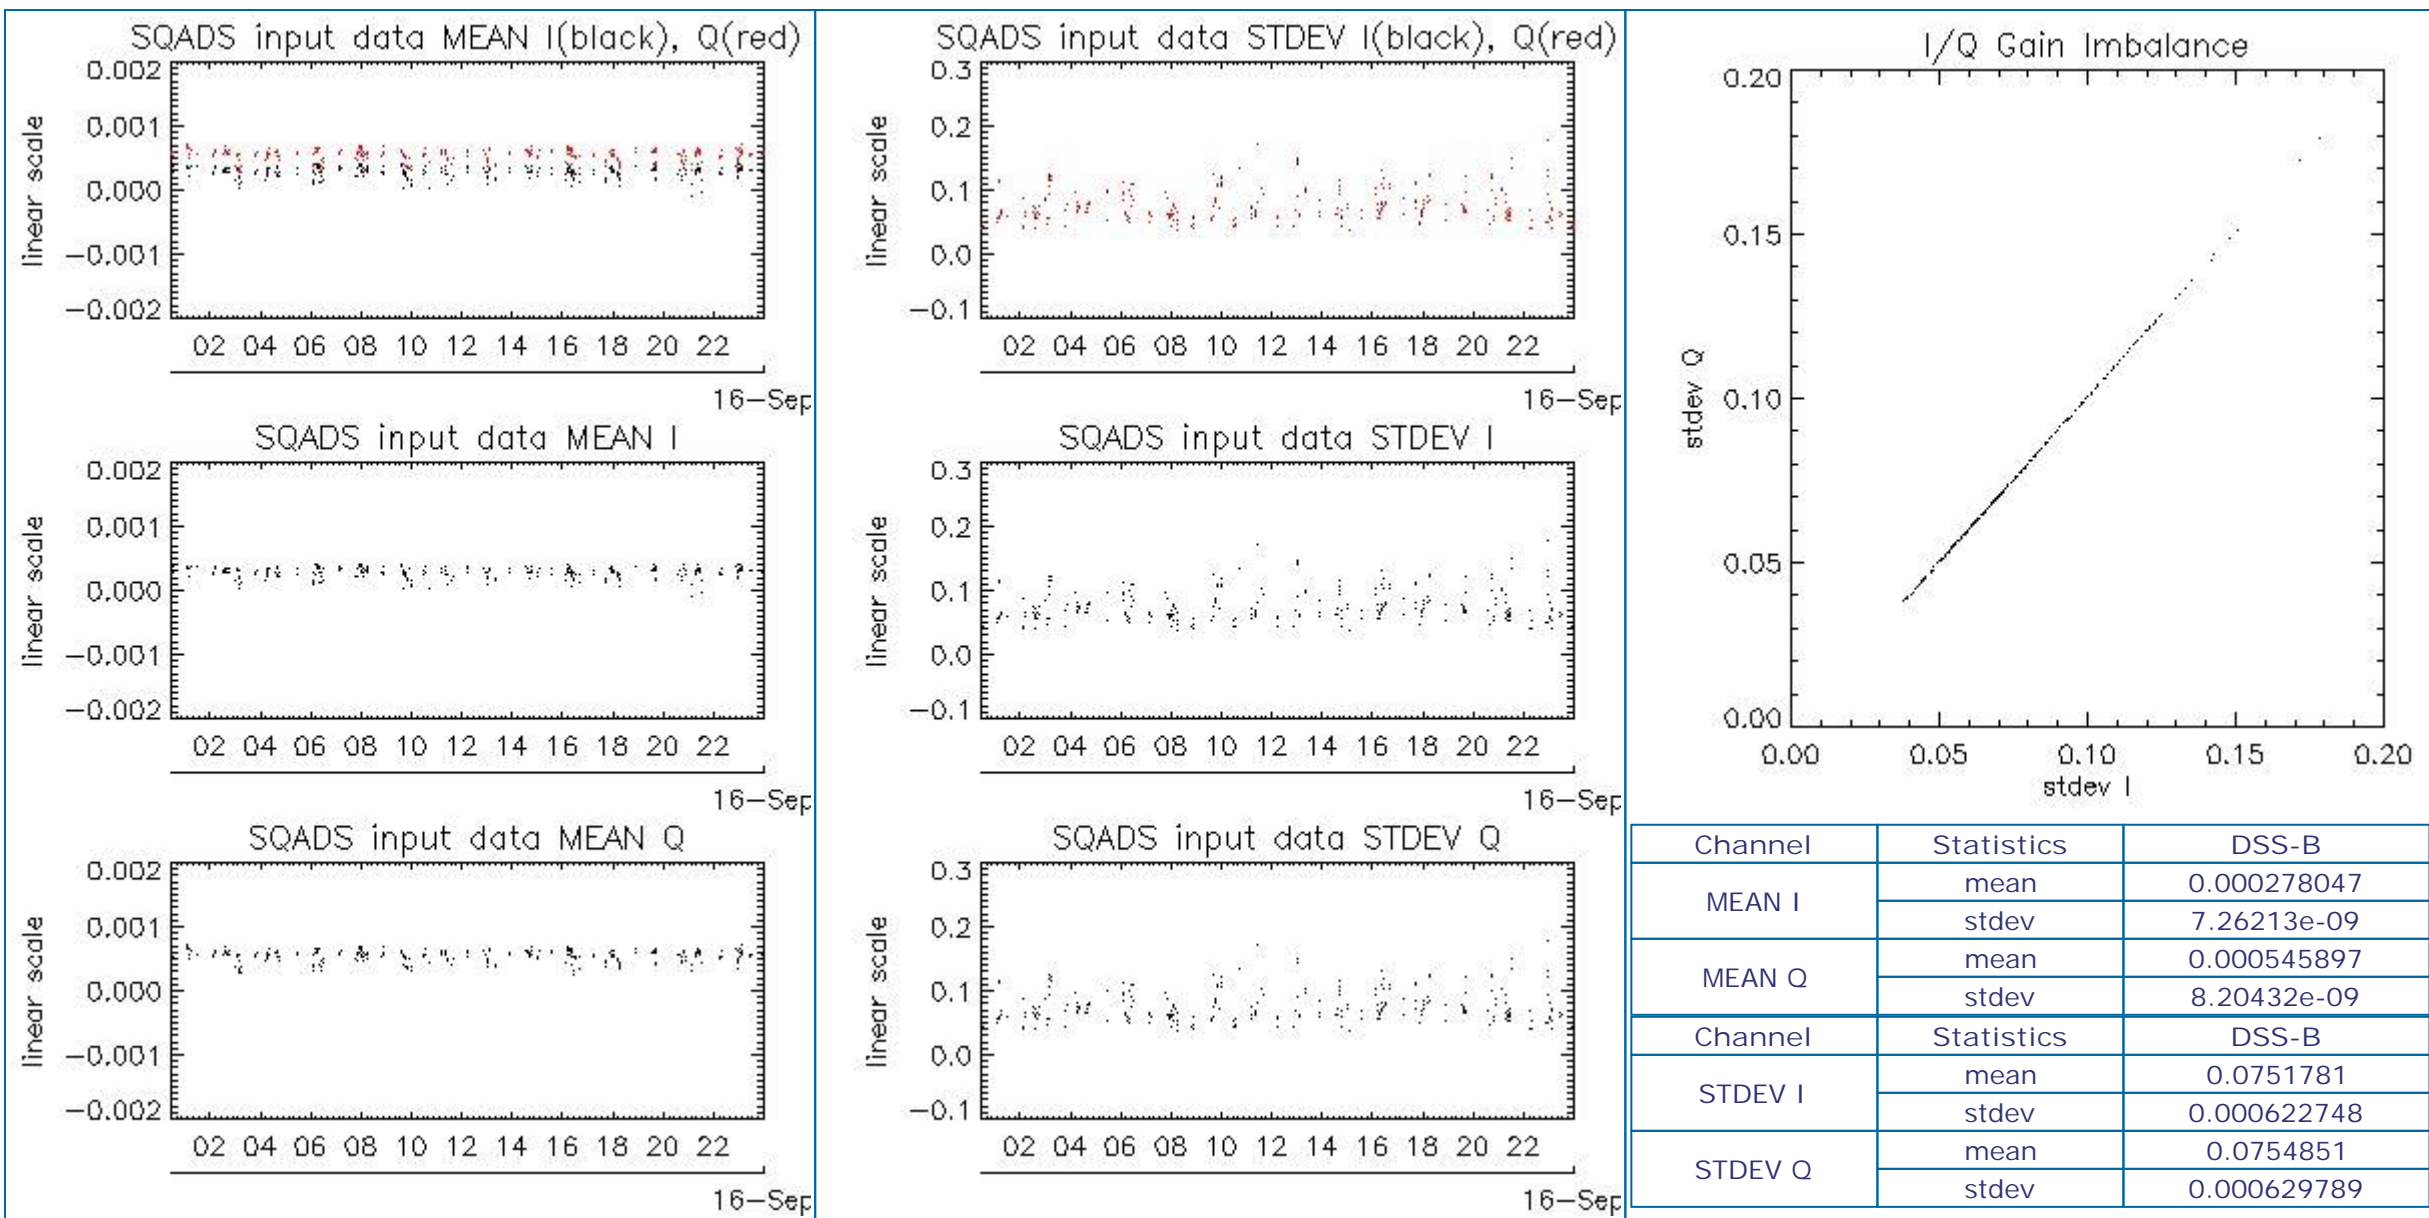 SQADS input data MEAN I(black), Q(red)
linear scale
0.002
0.001
0.000
−0.001
−0.002
02 04 06 08 10 12 14 16 18 20 22
16−Sep
SQADS input data MEAN I
linear scale
0.002
0.001
0.000
−0.001
−0.002
02 04 06 08 10 12 14 16 18 20 22
16−Sep
SQADS input data MEAN Q
linear scale
0.002
0.001
0.000
−0.001
−0.002
02 04 06 08 10 12 14 16 18 20 22
16−Sep
SQADS input data STDEV I(black), Q(red)
linear scale
0.3
0.2
0.1
0.0
−0.1
02 04 06 08 10 12 14 16 18 20 22
16−Sep
SQADS input data STDEV I
linear scale
0.3
0.2
0.1
0.0
−0.1
02 04 06 08 10 12 14 16 18 20 22
16−Sep
SQADS input data STDEV Q
linear scale
0.3
0.2
0.1
0.0
−0.1
02 04 06 08 10 12 14 16 18 20 22
16−Sep
I/Q Gain Imbalance
stdev Q
0.20
0.15
0.10
0.05
0.00
0.00 0.05 0.10 0.15 0.20
stdev I
Channel Statistics DSS-B
MEAN I mean 0.000278047
stdev 7.26213e-09
MEAN Q mean 0.000545897
stdev 8.20432e-09
Channel Statistics DSS-B
STDEV I mean 0.0751781
stdev 0.000622748
STDEV Q mean 0.0754851
stdev 0.000629789